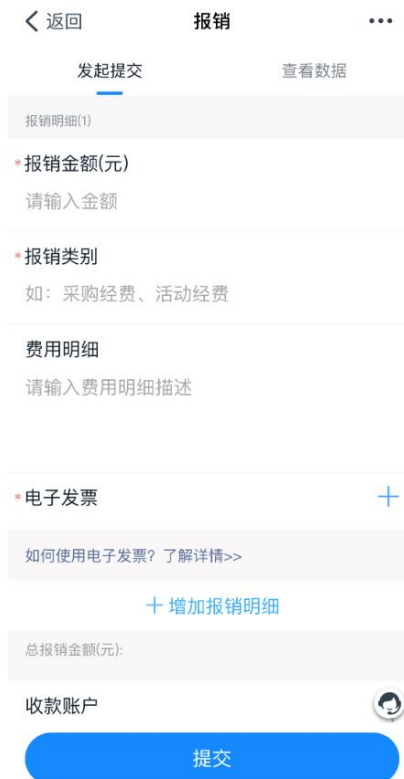 返回
报销
发起提交
查看数据
报销明细(1)
*报销金额(元)
请输入金额
*报销类别
如：采购经费、活动经费
费用明细
请输入费用明细描述
*电子发票
如何使用电子发票？了解详情>>
增加报销明细
总报销金额(元):
收款账户
提交